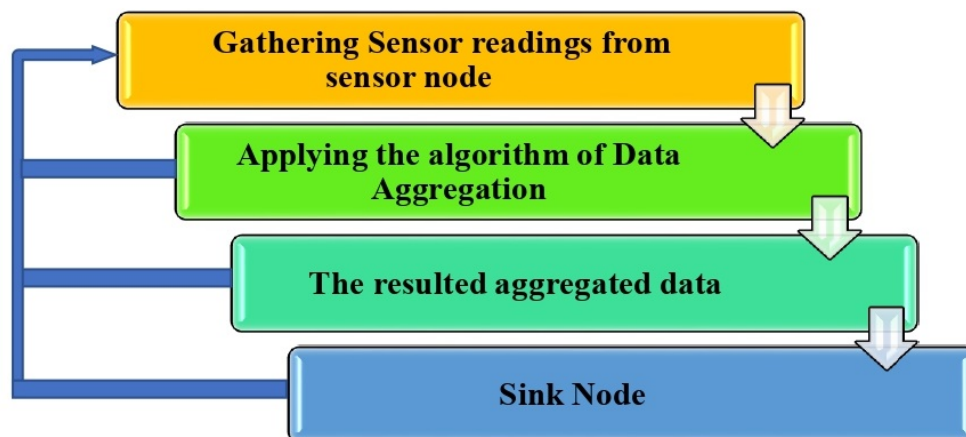 Gathering Sensor readings from
sensor node
Applying the algorithm of Data
Aggregation
The resulted aggregated data
Sink Node